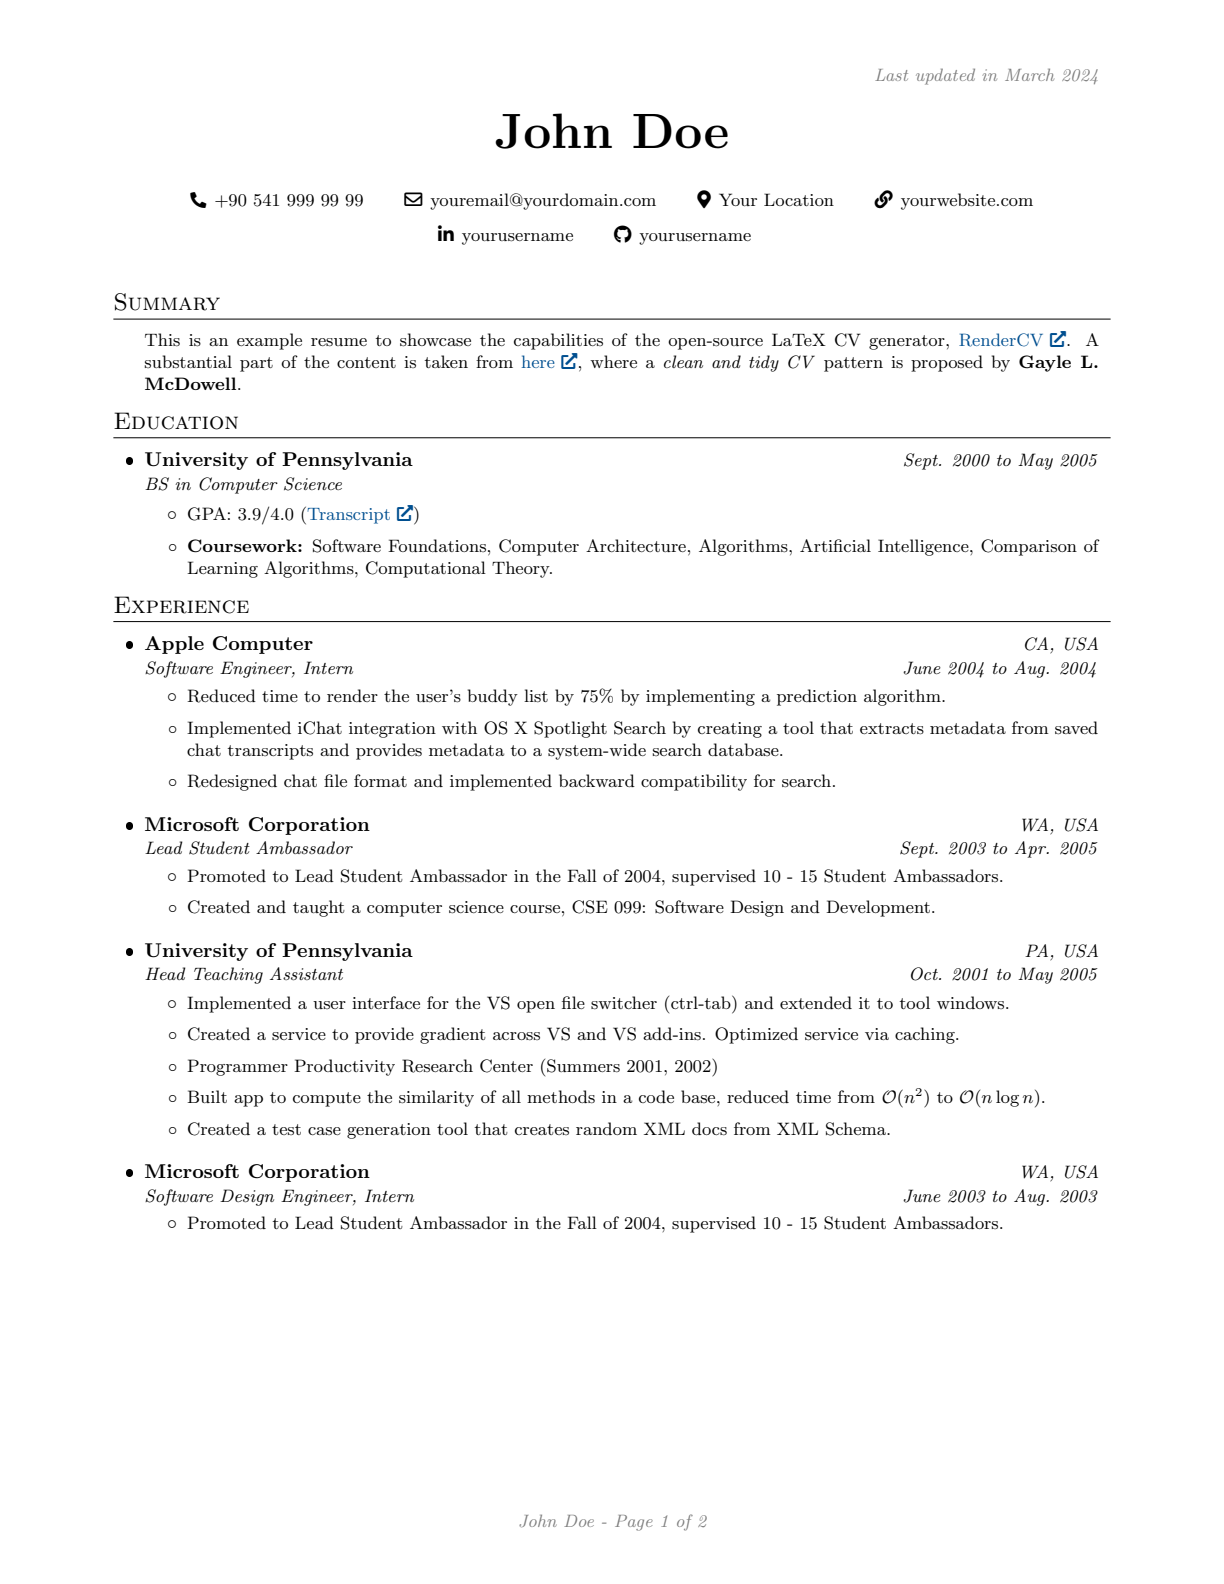 Last updated in March 2024
John Doe
+90 541 999 99 99 youremail@yourdomain.com Your Location yourwebsite.com
yourusername yourusername
Summary
This is an example resume to showcase the capabilities of the open-source LaTeX CV generator, RenderCV. A
substantial part of the content is taken from here, where a clean and tidy CV pattern is proposed by Gayle L.
McDowell.
Education
• University of Pennsylvania Sept. 2000 to May 2005
BS in Computer Science
◦ GPA: 3.9/4.0 (Transcript)
◦ Coursework: Software Foundations, Computer Architecture, Algorithms, Artificial Intelligence, Comparison of
Learning Algorithms, Computational Theory.
Experience
• Apple Computer CA, USA
Software Engineer, Intern June 2004 to Aug. 2004
◦ Reduced time to render the user's buddy list by 75% by implementing a prediction algorithm.
◦ Implemented iChat integration with OS X Spotlight Search by creating a tool that extracts metadata from saved
chat transcripts and provides metadata to a system-wide search database.
◦ Redesigned chat file format and implemented backward compatibility for search.
• Microsoft Corporation WA, USA
Lead Student Ambassador Sept. 2003 to Apr. 2005
◦ Promoted to Lead Student Ambassador in the Fall of 2004, supervised 10 - 15 Student Ambassadors.
◦ Created and taught a computer science course, CSE 099: Software Design and Development.
• University of Pennsylvania PA, USA
Head Teaching Assistant Oct. 2001 to May 2005
◦ Implemented a user interface for the VS open file switcher (ctrl-tab) and extended it to tool windows.
◦ Created a service to provide gradient across VS and VS add-ins. Optimized service via caching.
◦ Programmer Productivity Research Center (Summers 2001, 2002)
◦ Built app to compute the similarity of all methods in a code base, reduced time from O(n²) to O(n log n).
◦ Created a test case generation tool that creates random XML docs from XML Schema.
• Microsoft Corporation WA, USA
Software Design Engineer, Intern June 2003 to Aug. 2003
◦ Promoted to Lead Student Ambassador in the Fall of 2004, supervised 10 - 15 Student Ambassadors.
John Doe - Page 1 of 2